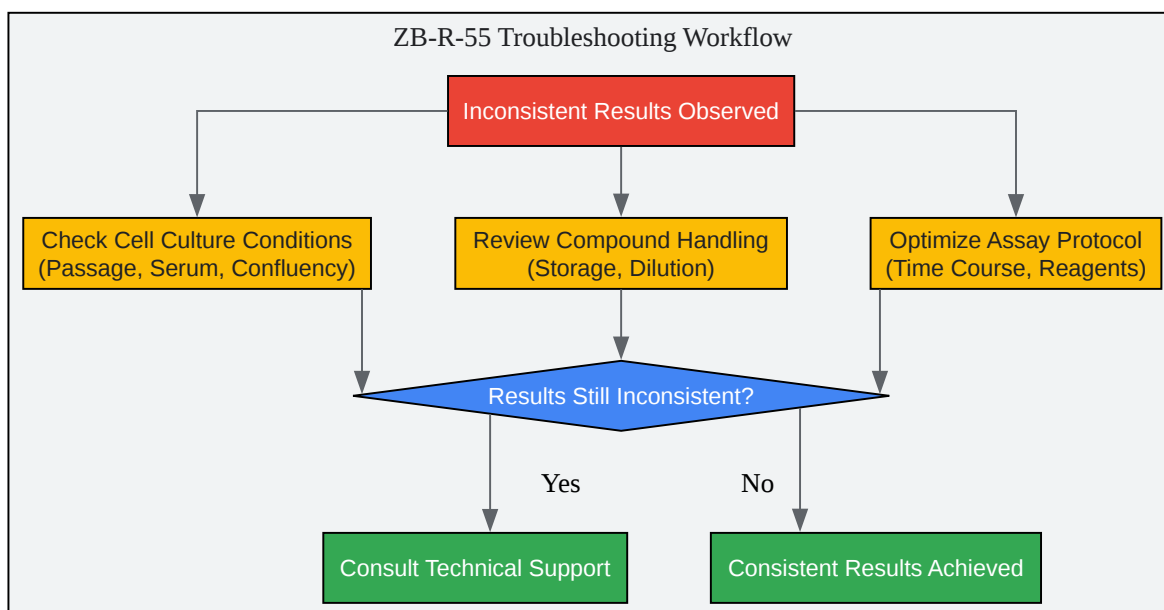 ZB-R-55 Troubleshooting Workflow
Inconsistent Results Observed
Check Cell Culture Conditions
(Passage, Serum, Confluency)
Review Compound Handling
(Storage, Dilution)
Optimize Assay Protocol
(Time Course, Reagents)
Results Still Inconsistent?
Yes
No
Consult Technical Support
Consistent Results Achieved